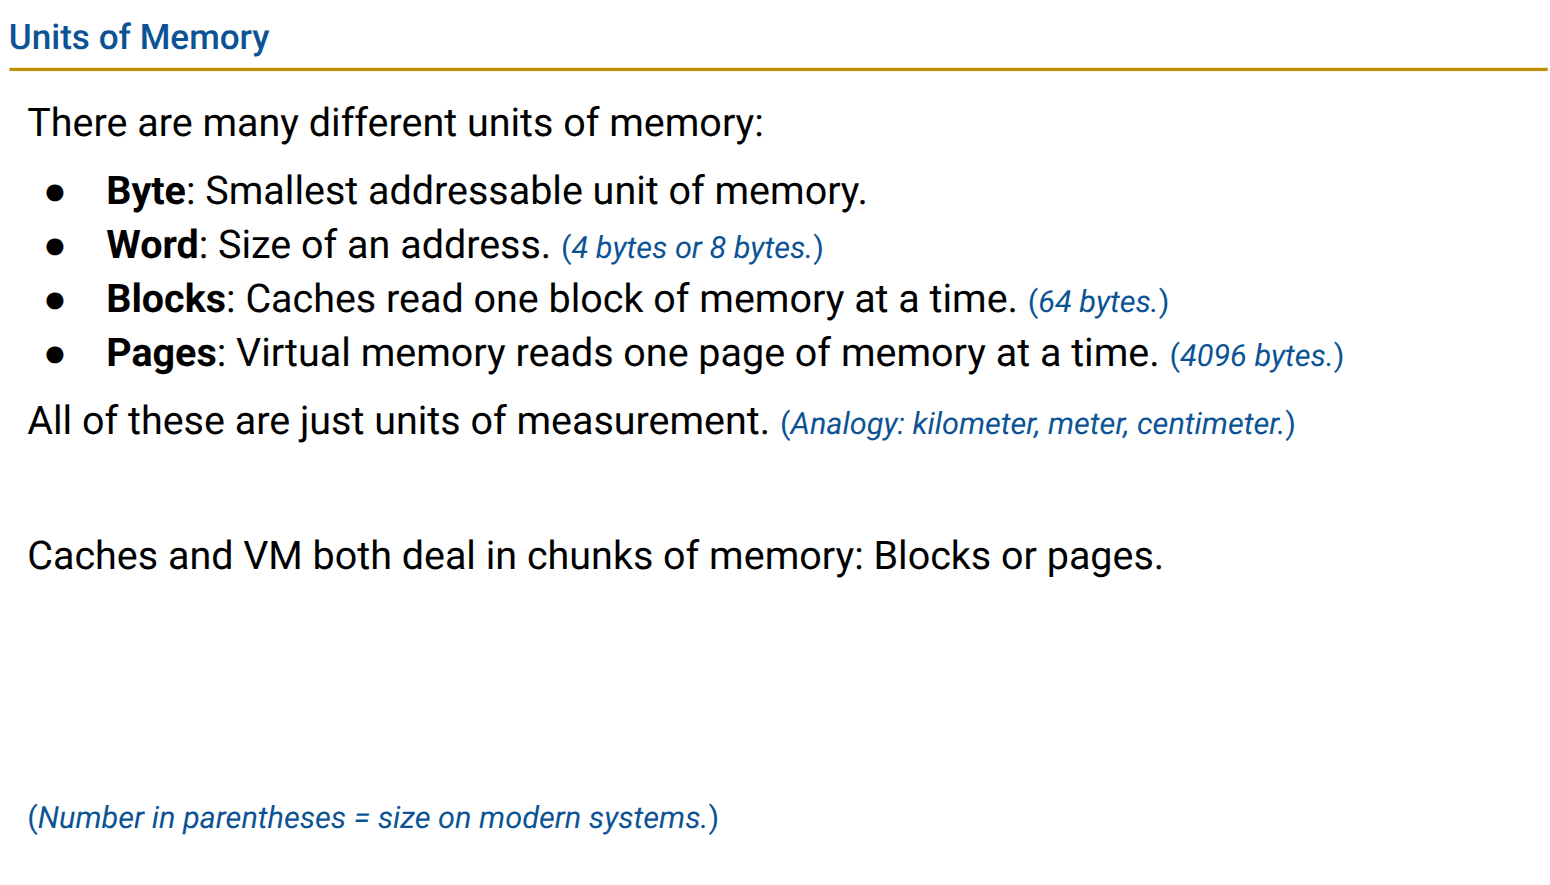 Units of Memory
There are many different units of memory:
● Byte: Smallest addressable unit of memory.
● Word: Size of an address. (4 bytes or 8 bytes.)
● Blocks: Caches read one block of memory at a time. (64 bytes.)
● Pages: Virtual memory reads one page of memory at a time. (4096 bytes.)
All of these are just units of measurement. (Analogy: kilometer, meter, centimeter.)
Caches and VM both deal in chunks of memory: Blocks or pages.
(Number in parentheses = size on modern systems.)